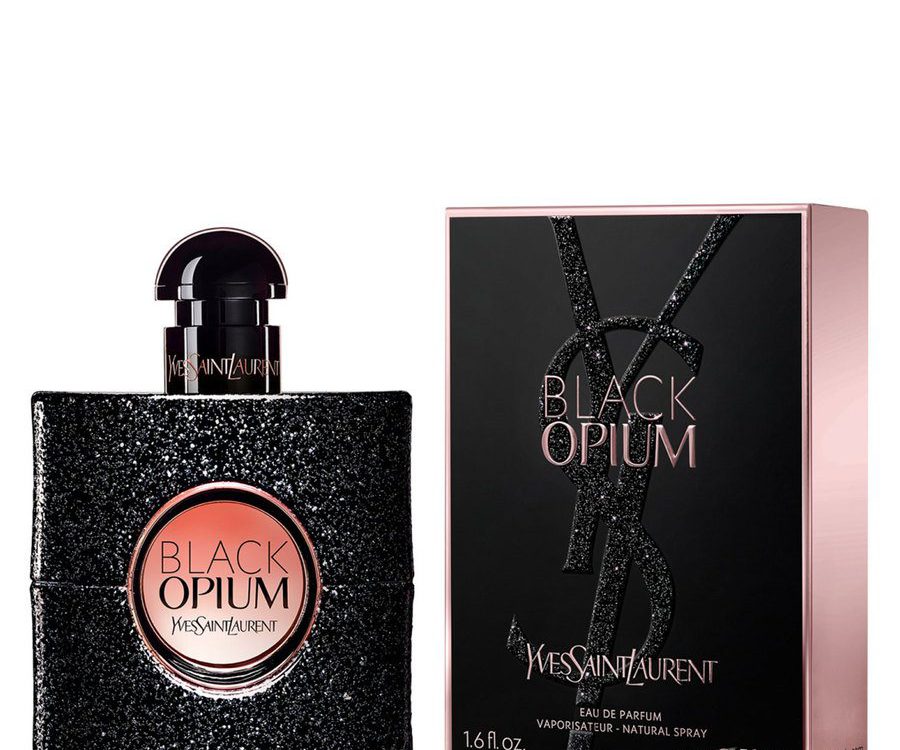 YVESSAINTLAURENT
BLACK
OPIUM
YVESSAINTLAURENT
BLACK
OPIUM
YVESSAINTLAURENT
EAU DE PARFUM
VAPORISATEUR - NATURAL SPRAY
1.6 fl. oz.